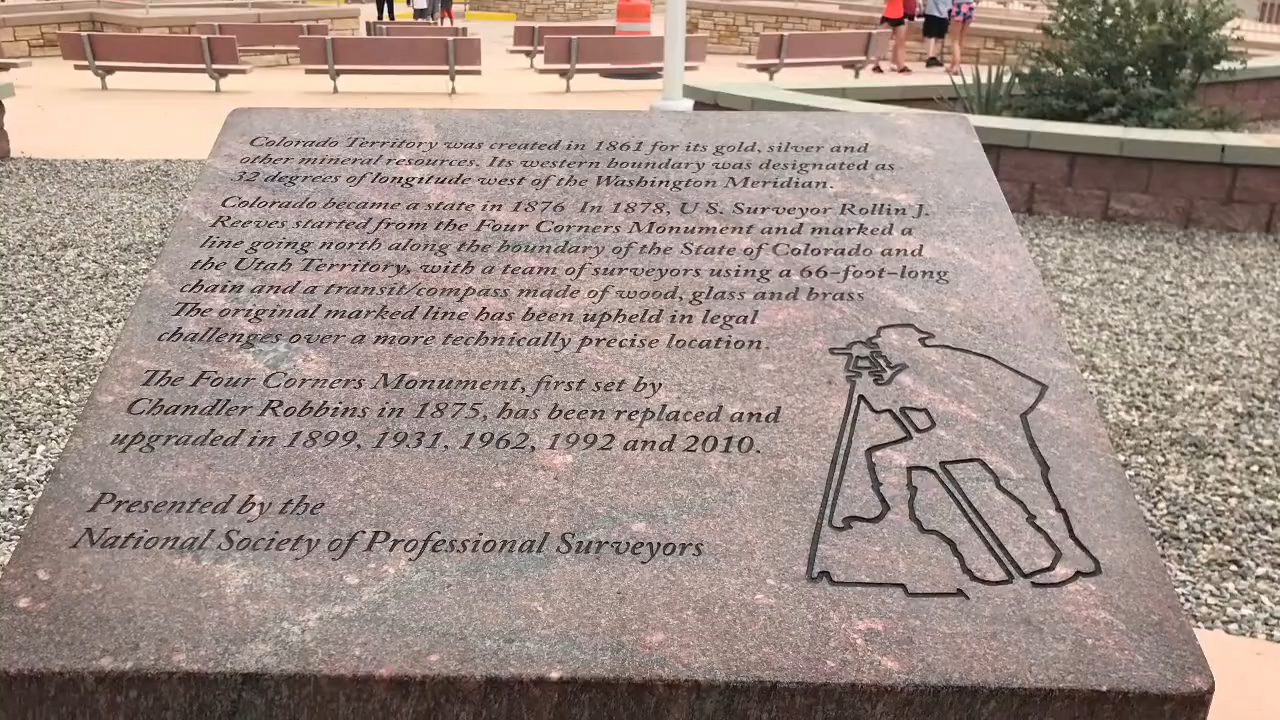 Colorado Territory was created in 1861 for its gold, silver and
other mineral resources. Its western boundary was designated as
32 degrees of longitude west of the Washington Meridian.
Colorado became a state in 1876 In 1878, U S. Surveyor Rollin J.
Reeves started from the Four Corners Monument and marked a
line going north along the boundary of the State of Colorado and
the Utah Territory, with a team of surveyors using a 66-foot-long
chain and a transit/compass made of wood, glass and brass
The original marked line has been upheld in legal
challenges over a more technically precise location.
The Four Corners Monument, first set by
Chandler Robbins in 1875, has been replaced and
upgraded in 1899, 1931, 1962, 1992 and 2010.
Presented by the
National Society of Professional Surveyors